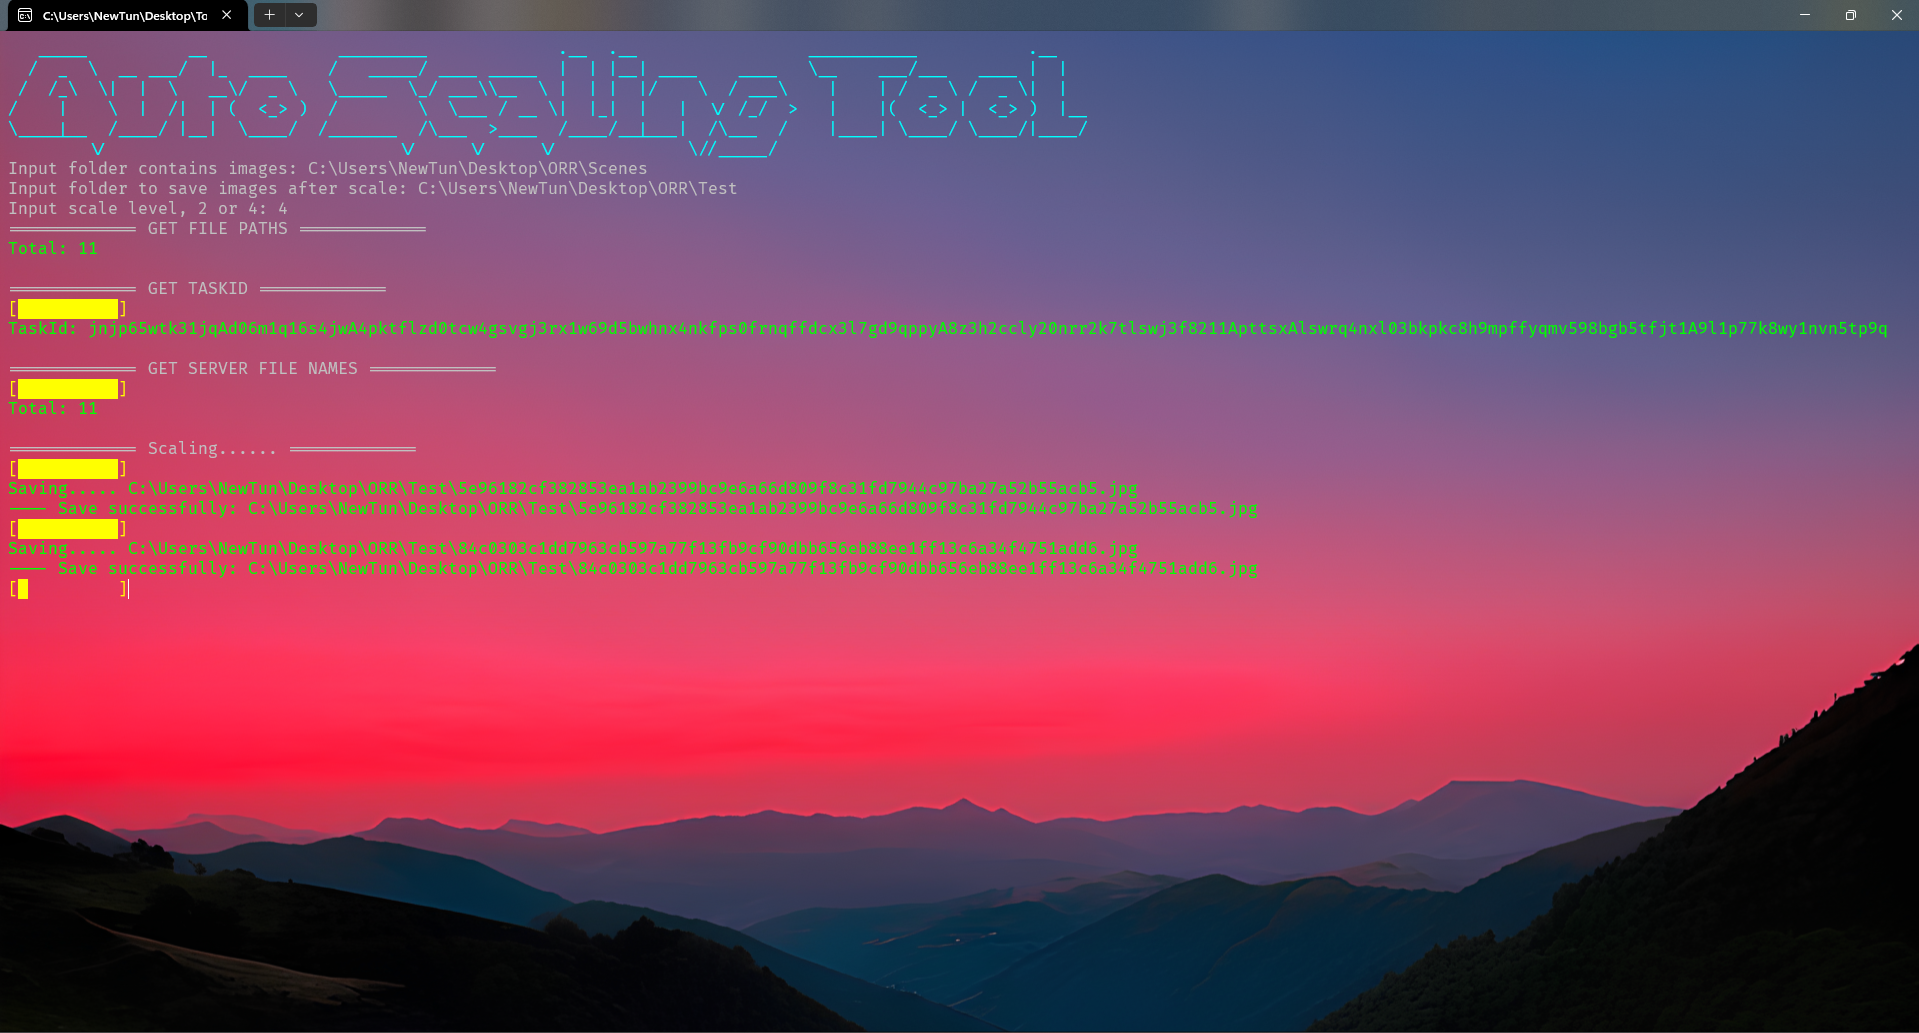 C:\Users\NewTun\Desktop\To
Auto Scaling Tool
Input folder contains images: C:\Users\NewTun\Desktop\ORR\Scenes
Input folder to save images after scale: C:\Users\NewTun\Desktop\ORR\Test
Input scale level, 2 or 4: 4
============= GET FILE PATHS =============
Total: 11
============= GET TASKID =============
[          ]
TaskId: jnjp65wtk31jqAd06m1q16s4jwA4pktflzd0tcw4gsvgj3rx1w69d5bwhnx4nkfps0frnqffdcx3l7gd9qppyA8z3h2ccly20nrr2k7tlswj3f8211ApttsxAlswrq4nxl03bkpkc8h9mpffyqmv598bgb5tfjt1A9l1p77k8wy1nvn5tp9q
============= GET SERVER FILE NAMES =============
[          ]
Total: 11
============= Scaling...... =============
[          ]
Saving..... C:\Users\NewTun\Desktop\ORR\Test\5e96182cf382853ea1ab2399bc9e6a66d809f8c31fd7944c97ba27a52b55acb5.jpg
---- Save successfully: C:\Users\NewTun\Desktop\ORR\Test\5e96182cf382853ea1ab2399bc9e6a66d809f8c31fd7944c97ba27a52b55acb5.jpg
[          ]
Saving..... C:\Users\NewTun\Desktop\ORR\Test\84c0303c1dd7963cb597a77f13fb9cf90dbb656eb88ee1ff13c6a34f4751add6.jpg
---- Save successfully: C:\Users\NewTun\Desktop\ORR\Test\84c0303c1dd7963cb597a77f13fb9cf90dbb656eb88ee1ff13c6a34f4751add6.jpg
[          ]